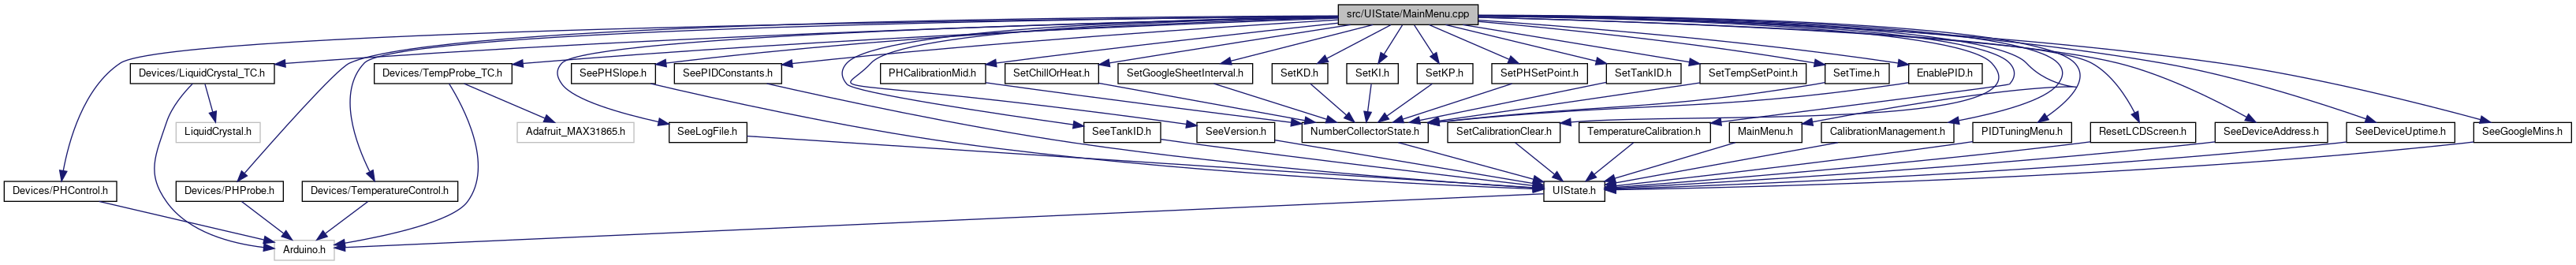 src/UIState/MainMenu.cpp
Devices/LiquidCrystal_TC.h
Devices/TempProbe_TC.h
SeePHSlope.h
SeePIDConstants.h
PHCalibrationMid.h
SetChillOrHeat.h
SetGoogleSheetInterval.h
SetKD.h
SetKI.h
SetKP.h
SetPHSetPoint.h
SetTankID.h
SetTempSetPoint.h
SetTime.h
EnablePID.h
LiquidCrystal.h
Adafruit_MAX31865.h
SeeLogFile.h
SeeTankID.h
SeeVersion.h
NumberCollectorState.h
SetCalibrationClear.h
TemperatureCalibration.h
MainMenu.h
CalibrationManagement.h
PIDTuningMenu.h
ResetLCDScreen.h
SeeDeviceAddress.h
SeeDeviceUptime.h
SeeGoogleMins.h
Devices/PHControl.h
Devices/PHProbe.h
Devices/TemperatureControl.h
UIState.h
Arduino.h